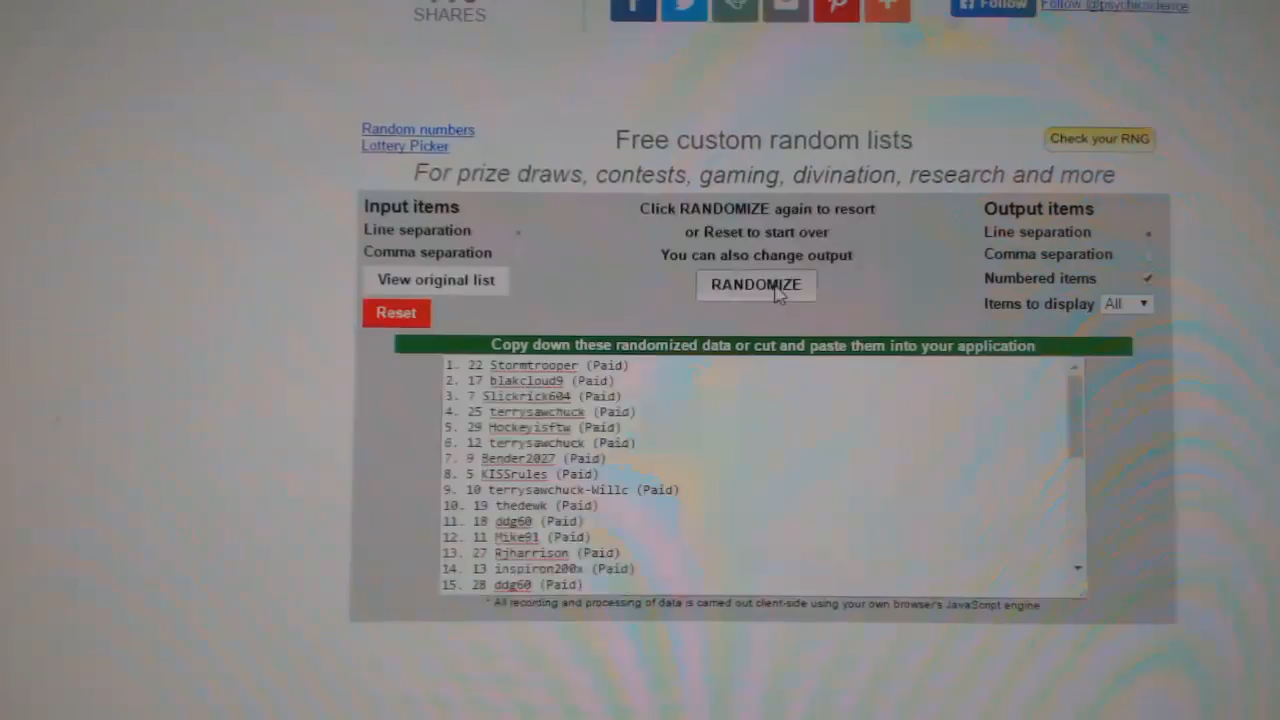 SHARES
Follow
Follow @psychicscience
Random numbers
Lottery Picker
Free custom random lists
Check your RNG
For prize draws, contests, gaming, divination, research and more
Input items
Line separation
Comma separation
View original list
Reset
Click RANDOMIZE again to resort
or Reset to start over
You can also change output
RANDOMIZE
Output items
Line separation
Comma separation
Numbered items
Items to display All
Copy down these randomized data or cut and paste them into your application
1. 22 Stormtrooper (Paid)
2. 17 blakcloud9 (Paid)
3. 7 Slickrick604 (Paid)
4. 25 terrysawchuck (Paid)
5. 29 Hockeyisftw (Paid)
6. 12 terrysawchuck (Paid)
7. 9 Bender2027 (Paid)
8. 5 KISSrules (Paid)
9. 10 terrysawchuck-Willc (Paid)
10. 19 thedewk (Paid)
11. 18 ddg60 (Paid)
12. 11 Mike91 (Paid)
13. 27 Rjharrison (Paid)
14. 13 inspiron200x (Paid)
15. 28 ddg60 (Paid)
* All recording and processing of data is carried out client-side using your own browser's JavaScript engine